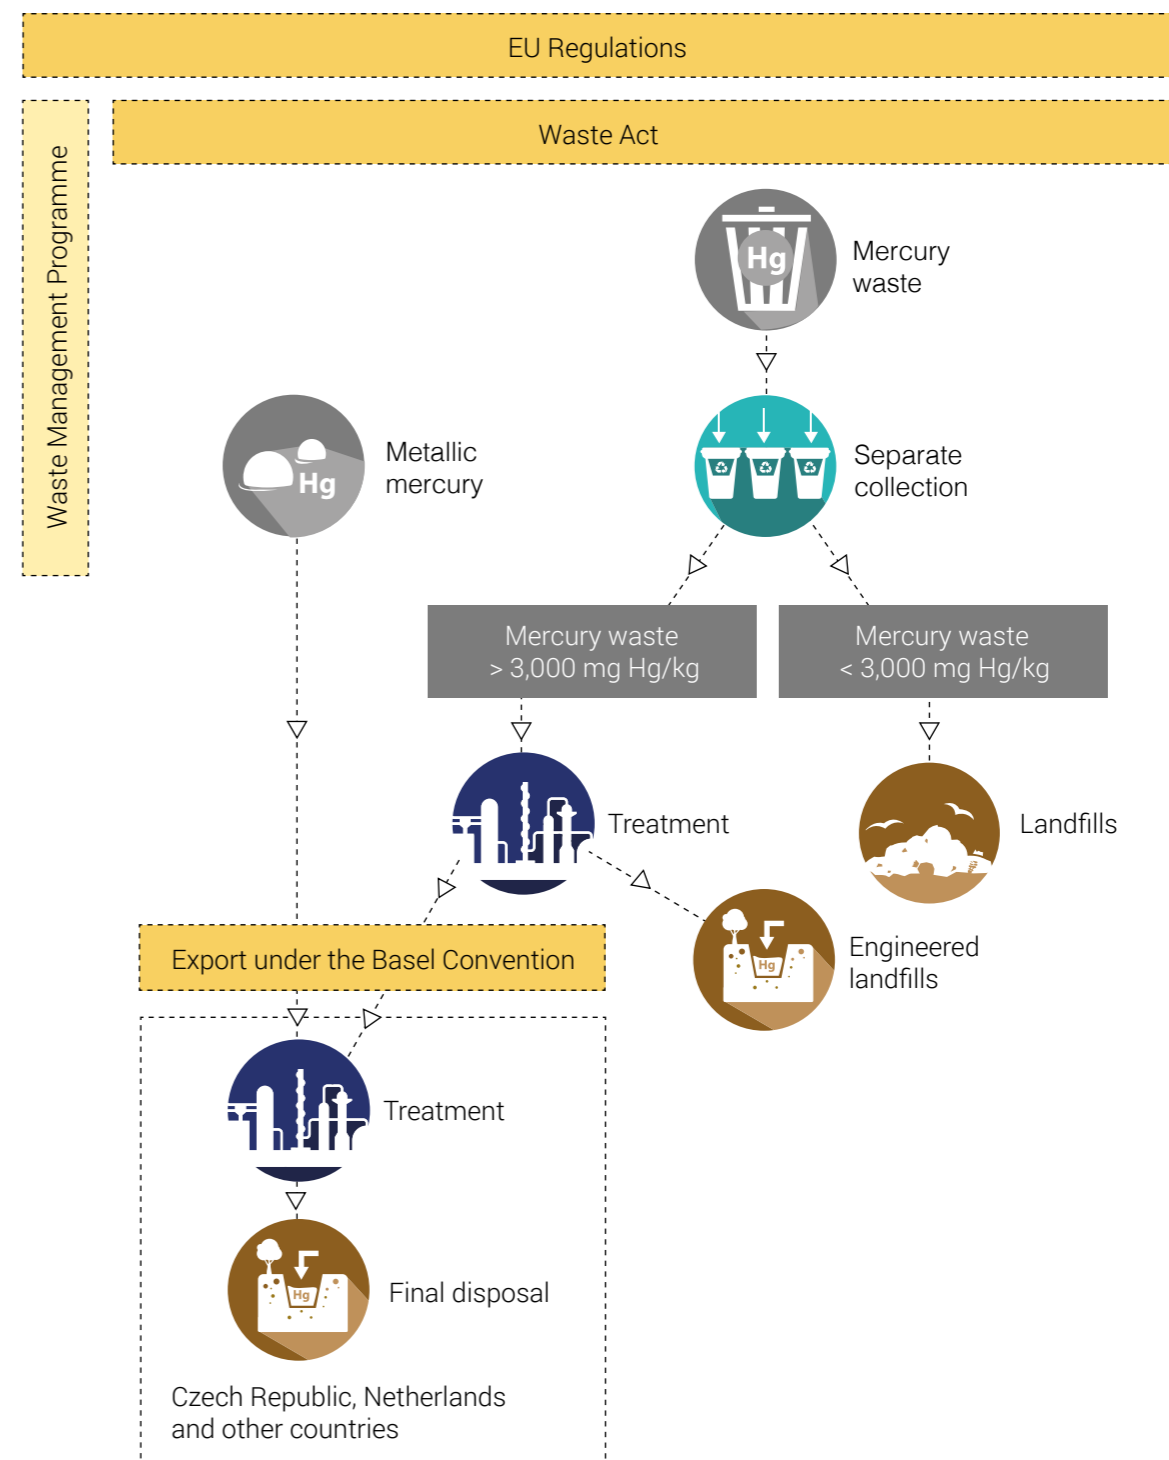 EU Regulations
Waste Act
Waste Management Programme
Hg
Mercury
waste
Metallic
mercury
Hg
Separate
collection
Mercury waste
> 3,000 mg Hg/kg
Mercury waste
< 3,000 mg Hg/kg
Treatment
Landfills
Export under the Basel Convention
Hg
Engineered
landfills
Treatment
Hg
Final disposal
Czech Republic, Netherlands
and other countries